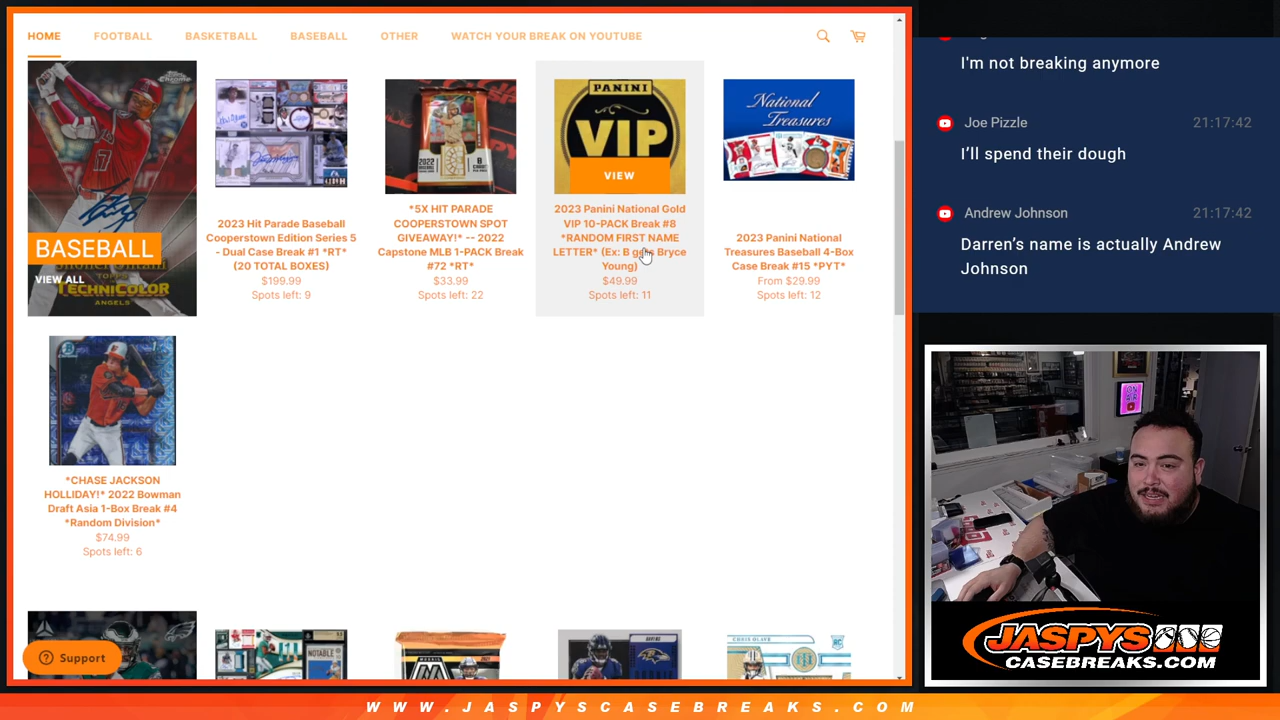 HOME
FOOTBALL
BASKETBALL
BASEBALL
OTHER
WATCH YOUR BREAK ON YOUTUBE
BASEBALL
VIEW ALL
TECHNICOLOR
ANGELS
2023 Hit Parade Baseball
Cooperstown Edition Series 5
- Dual Case Break #1 *RT*
(20 TOTAL BOXES)
$199.99
Spots left: 9
*5X HIT PARADE
COOPERSTOWN SPOT
GIVEAWAY!* -- 2022
Capstone MLB 1-PACK Break
#72 *RT*
$33.99
Spots left: 22
PANINI
VIP
VIEW
2023 Panini National Gold
VIP 10-PACK Break #8
*RANDOM FIRST NAME
LETTER* (Ex: B Bryce
Young)
$49.99
Spots left: 11
National
Treasures
2023 Panini National
Treasures Baseball 4-Box
Case Break #15 *PYT*
From $29.99
Spots left: 12
*CHASE JACKSON
HOLLIDAY!* 2022 Bowman
Draft Asia 1-Box Break #4
*Random Division*
$74.99
Spots left: 6
Support
I'm not breaking anymore
Joe Pizzle
21:17:42
I'll spend their dough
Andrew Johnson
21:17:42
Darren's name is actually Andrew
Johnson
JASPYS
CASEBREAKS.COM
WWW.JASPYSCASEBREAKS.COM